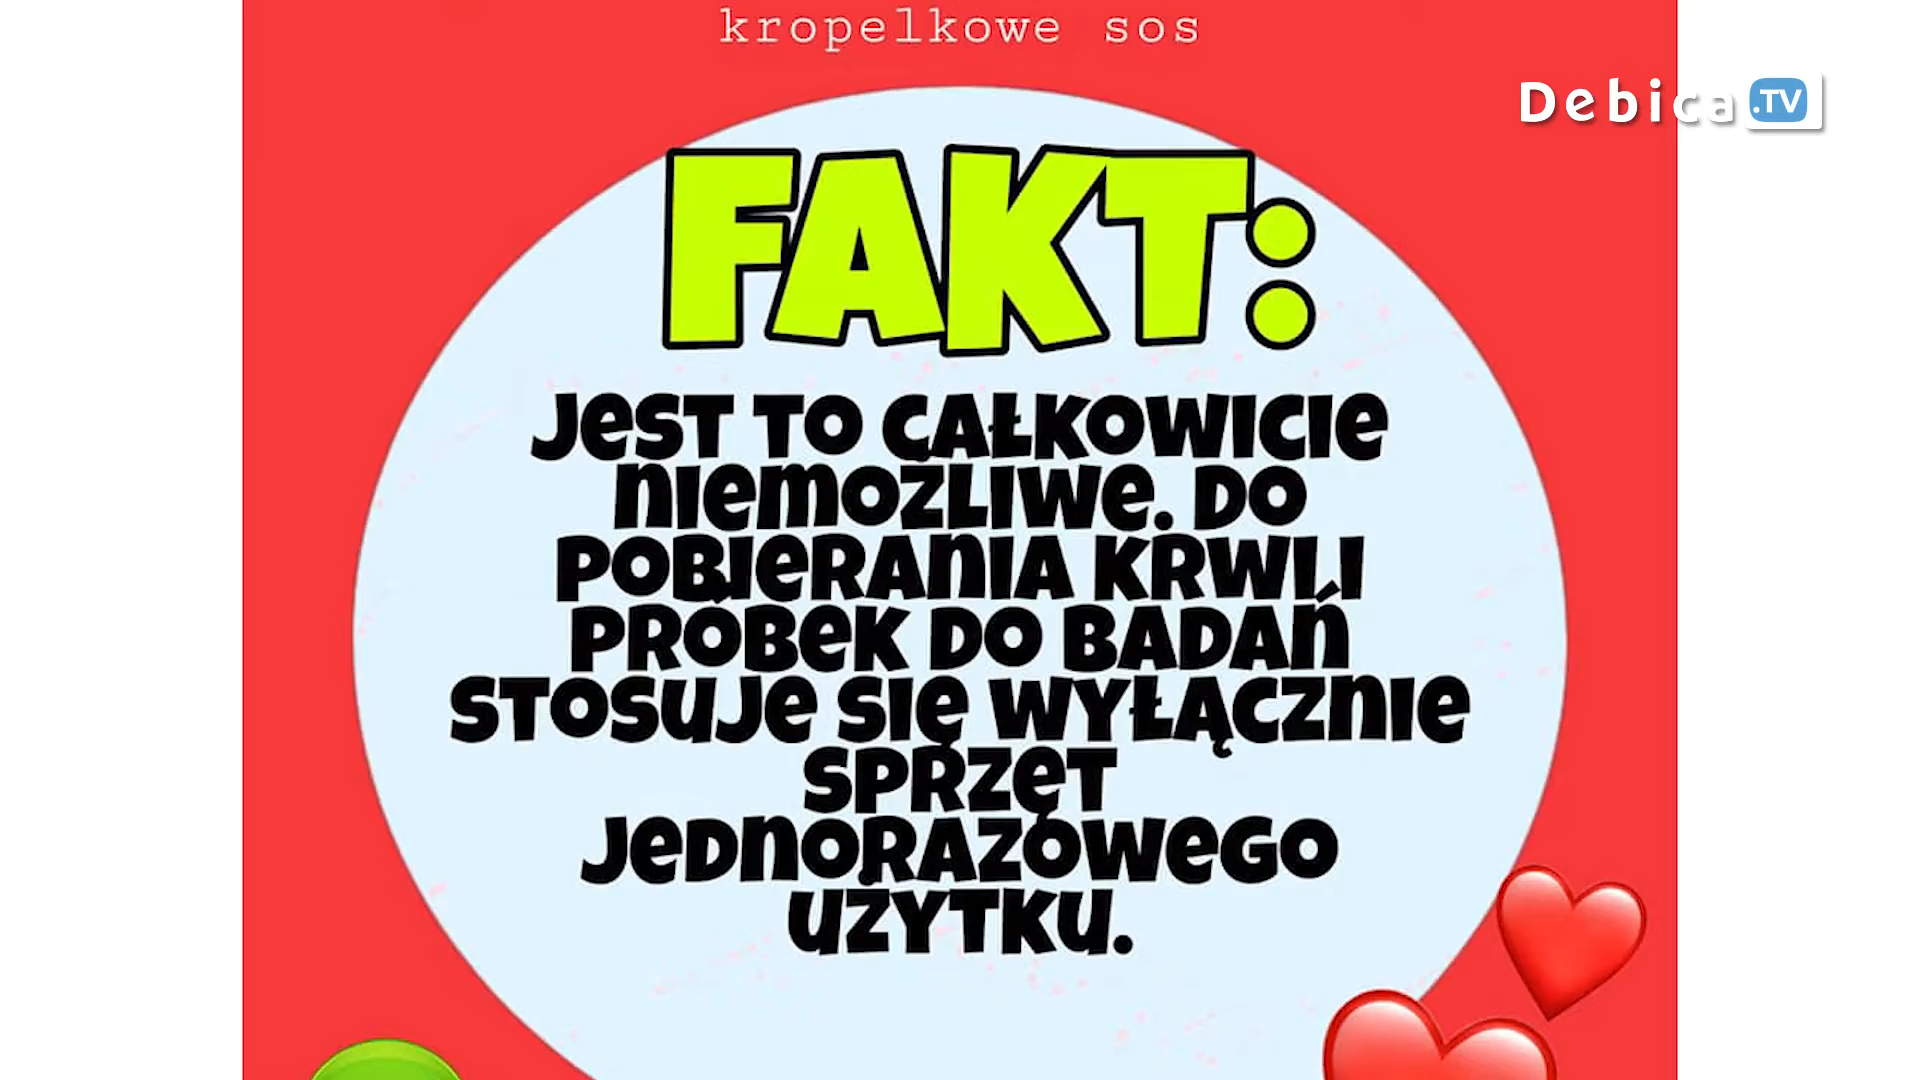 kropelkowe sos
Debica.TV
FAKT:
JEST TO CAŁKOWICIE
NIEMOŻLIWE. DO
POBIERANIA KRWI I
PRÓBEK DO BADAŃ
STOSUJE SIĘ WYŁĄCZNIE
SPRZĘT
JEDNORAZOWEGO
UŻYTKU.